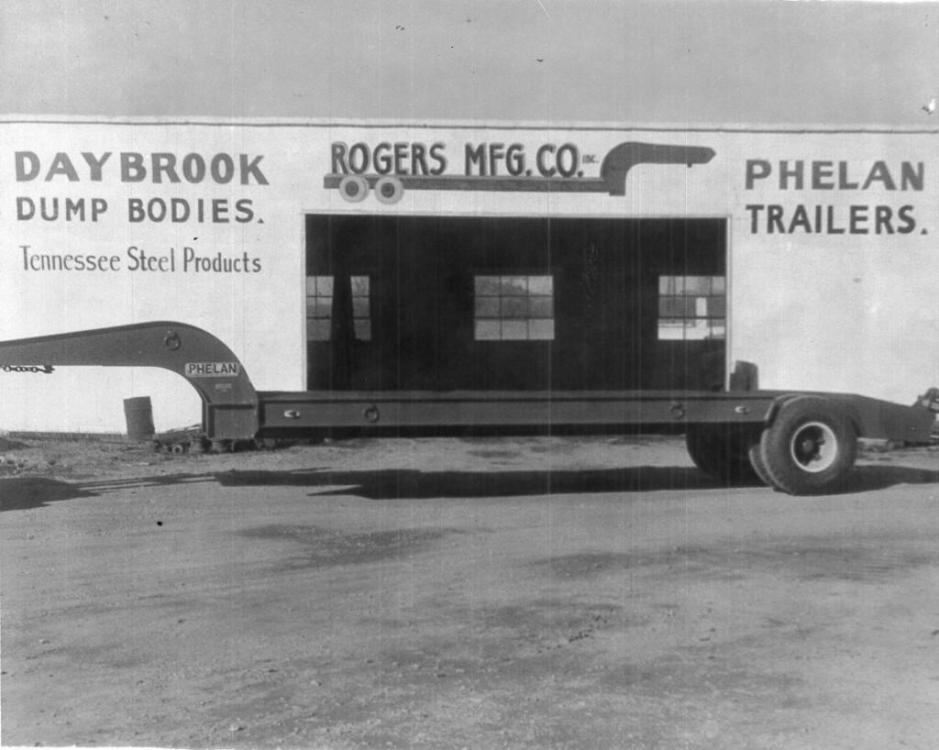 DAYBROOK
DUMP BODIES.
Tennessee Steel Products
ROGERS MFG. CO. INC.
PHELAN
TRAILERS.
PHELAN